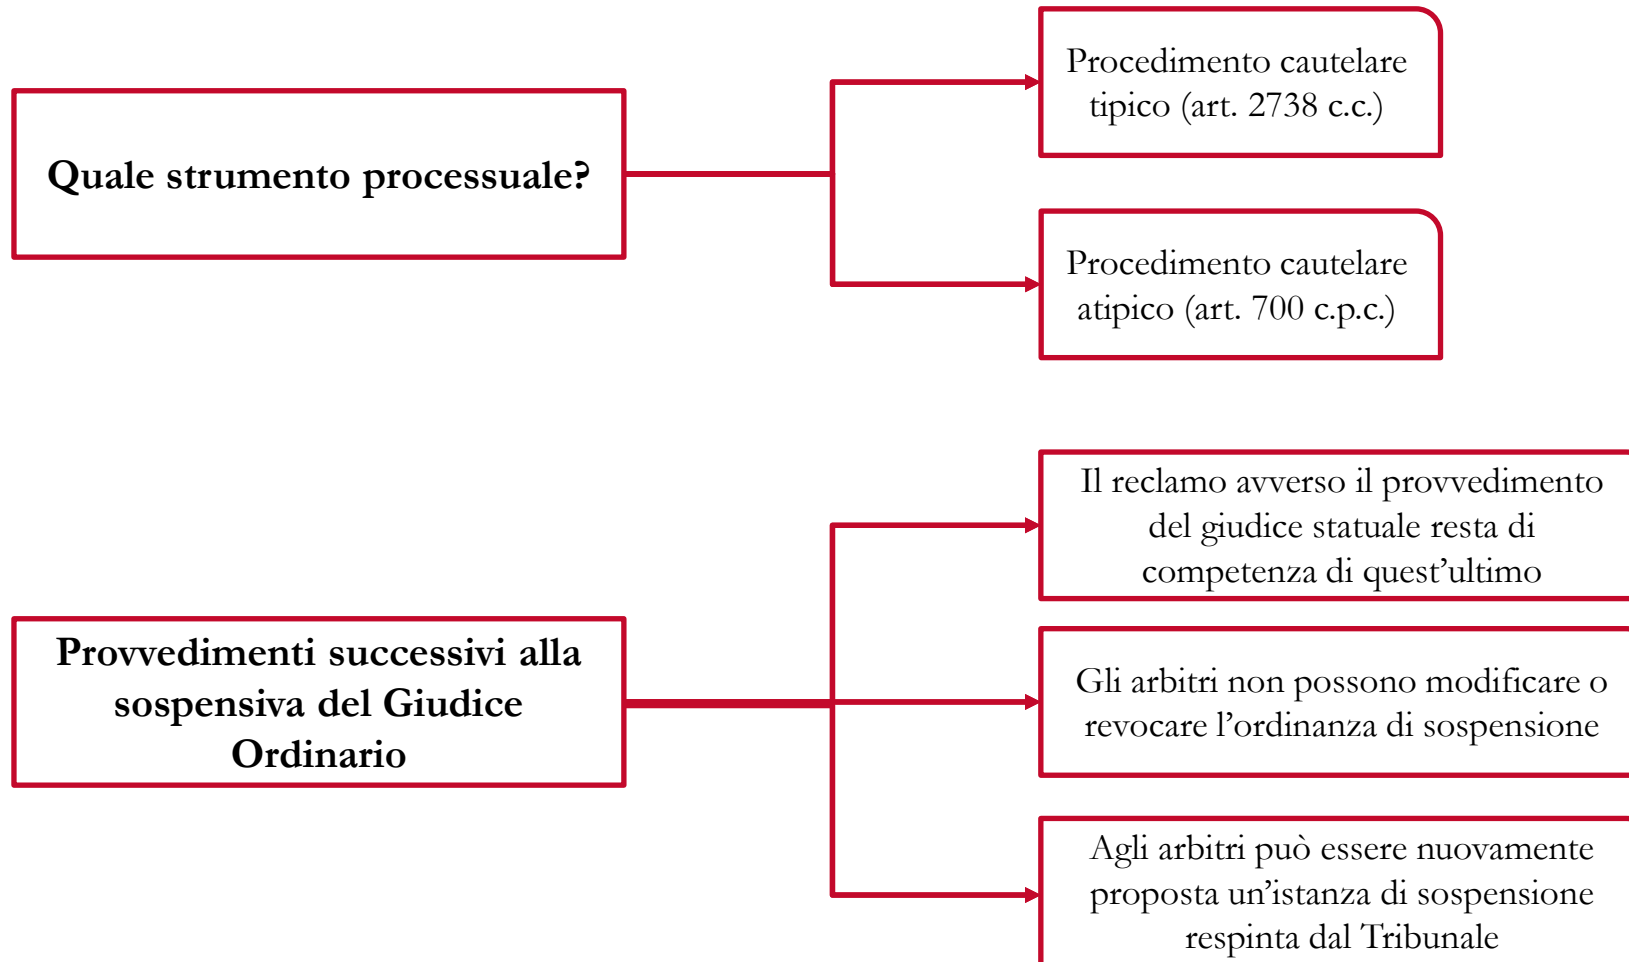 Quale strumento processuale?
Procedimento cautelare
tipico (art. 2738 c.c.)
Procedimento cautelare
atipico (art. 700 c.p.c.)
Provvedimenti successivi alla
sospensiva del Giudice
Ordinario
Il reclamo avverso il provvedimento
del giudice statuale resta di
competenza di quest’ultimo
Gli arbitri non possono modificare o
revocare l’ordinanza di sospensione
Agli arbitri può essere nuovamente
proposta un’istanza di sospensione
respinta dal Tribunale